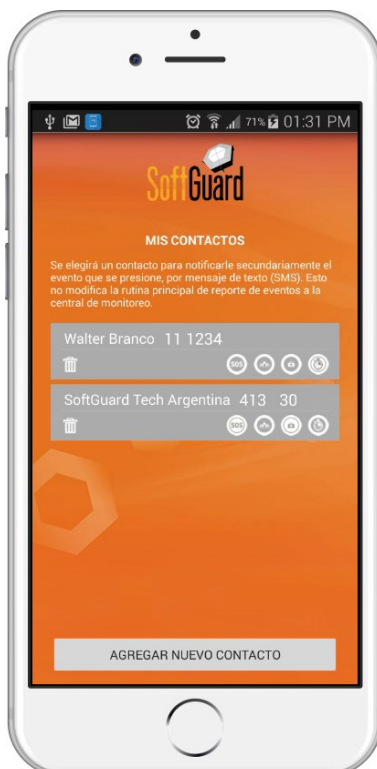 71% 01:31 PM
SoftGuard
MIS CONTACTOS
Se elegirá un contacto para notificarle secundariamente el
evento que se presione, por mensaje de texto (SMS). Esto
no modifica la rutina principal de reporte de eventos a la
central de monitoreo.
Walter Branco 11 1234
SOS
SoftGuard Tech Argentina 413 30
SOS
AGREGAR NUEVO CONTACTO